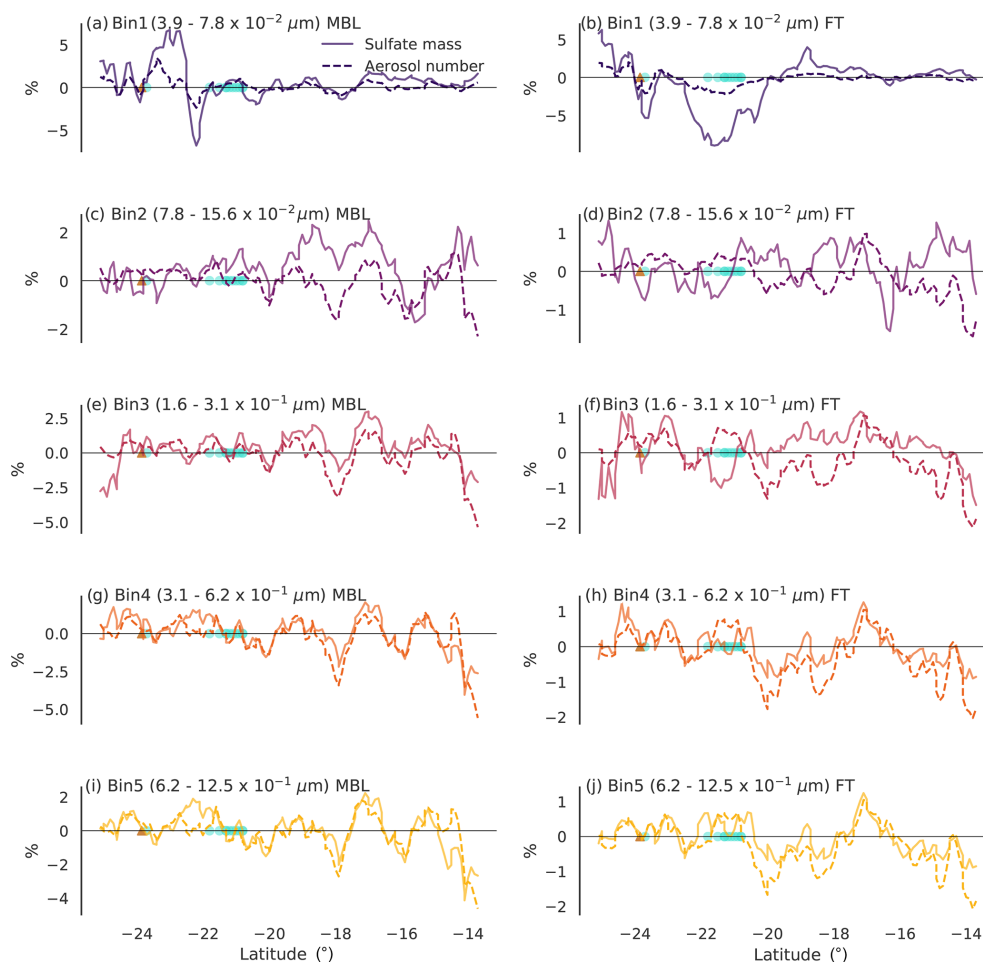 (a) Bin1 (3.9 - 7.8 x 10⁻² μm) MBL
(b) Bin1 (3.9 - 7.8 x 10⁻² μm) FT
Sulfate mass
Aerosol number
5
0
−5
%
5
0
−5
%
(c) Bin2 (7.8 - 15.6 x 10⁻² μm) MBL
(d) Bin2 (7.8 - 15.6 x 10⁻² μm) FT
2
0
−2
%
1
0
−1
%
(e) Bin3 (1.6 - 3.1 x 10⁻¹ μm) MBL
(f) Bin3 (1.6 - 3.1 x 10⁻¹ μm) FT
2.5
0.0
−2.5
−5.0
%
1
0
−1
−2
%
(g) Bin4 (3.1 - 6.2 x 10⁻¹ μm) MBL
(h) Bin4 (3.1 - 6.2 x 10⁻¹ μm) FT
0.0
−2.5
−5.0
%
1
0
−1
−2
%
(i) Bin5 (6.2 - 12.5 x 10⁻¹ μm) MBL
(j) Bin5 (6.2 - 12.5 x 10⁻¹ μm) FT
2
0
−2
−4
%
1
0
−1
−2
%
−24 −22 −20 −18 −16 −14
Latitude (°)
−24 −22 −20 −18 −16 −14
Latitude (°)